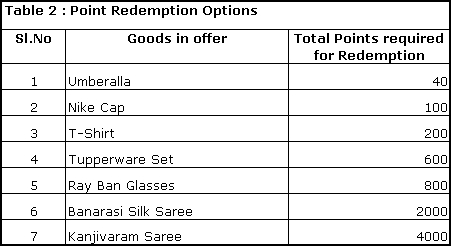 Table 2 : Point Redemption Options
Sl.No Goods in offer Total Points required for Redemption
1 Umberalla 40
2 Nike Cap 100
3 T-Shirt 200
4 Tupperware Set 600
5 Ray Ban Glasses 800
6 Banarasi Silk Saree 2000
7 Kanjivaram Saree 4000